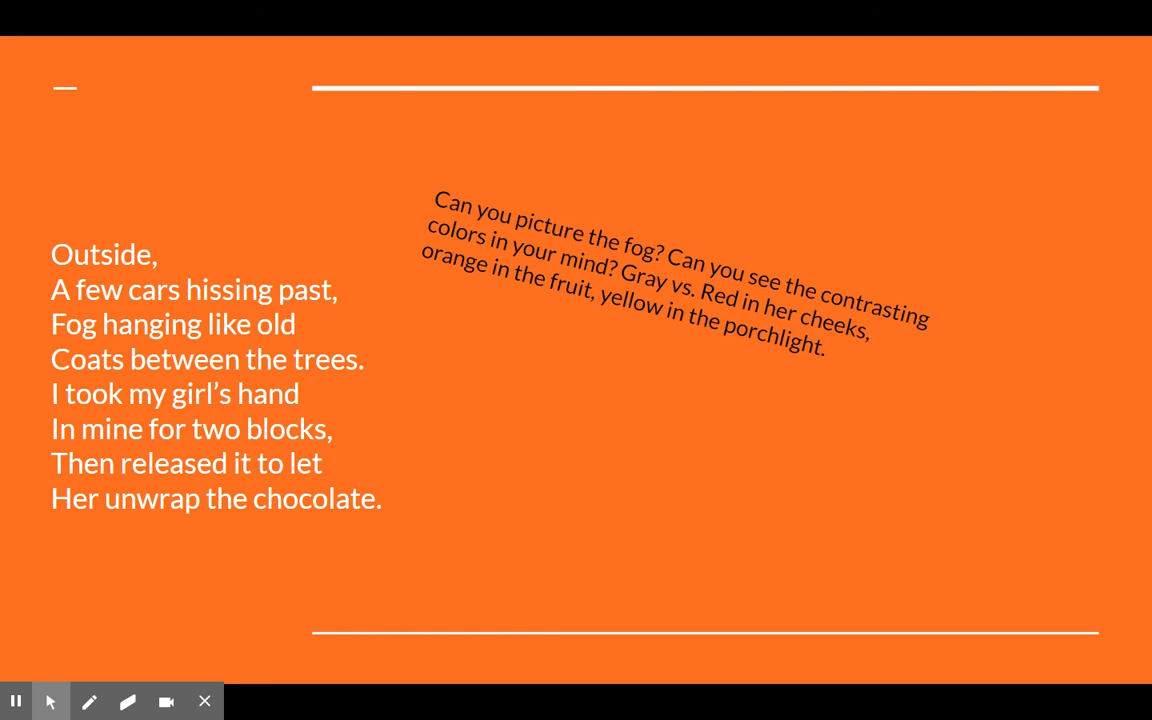 Outside,
A few cars hissing past,
Fog hanging like old
Coats between the trees.
I took my girl’s hand
In mine for two blocks,
Then released it to let
Her unwrap the chocolate.
Can you picture the fog? Can you see the contrasting
colors in your mind? Gray vs. Red in her cheeks,
orange in the fruit, yellow in the porchlight.